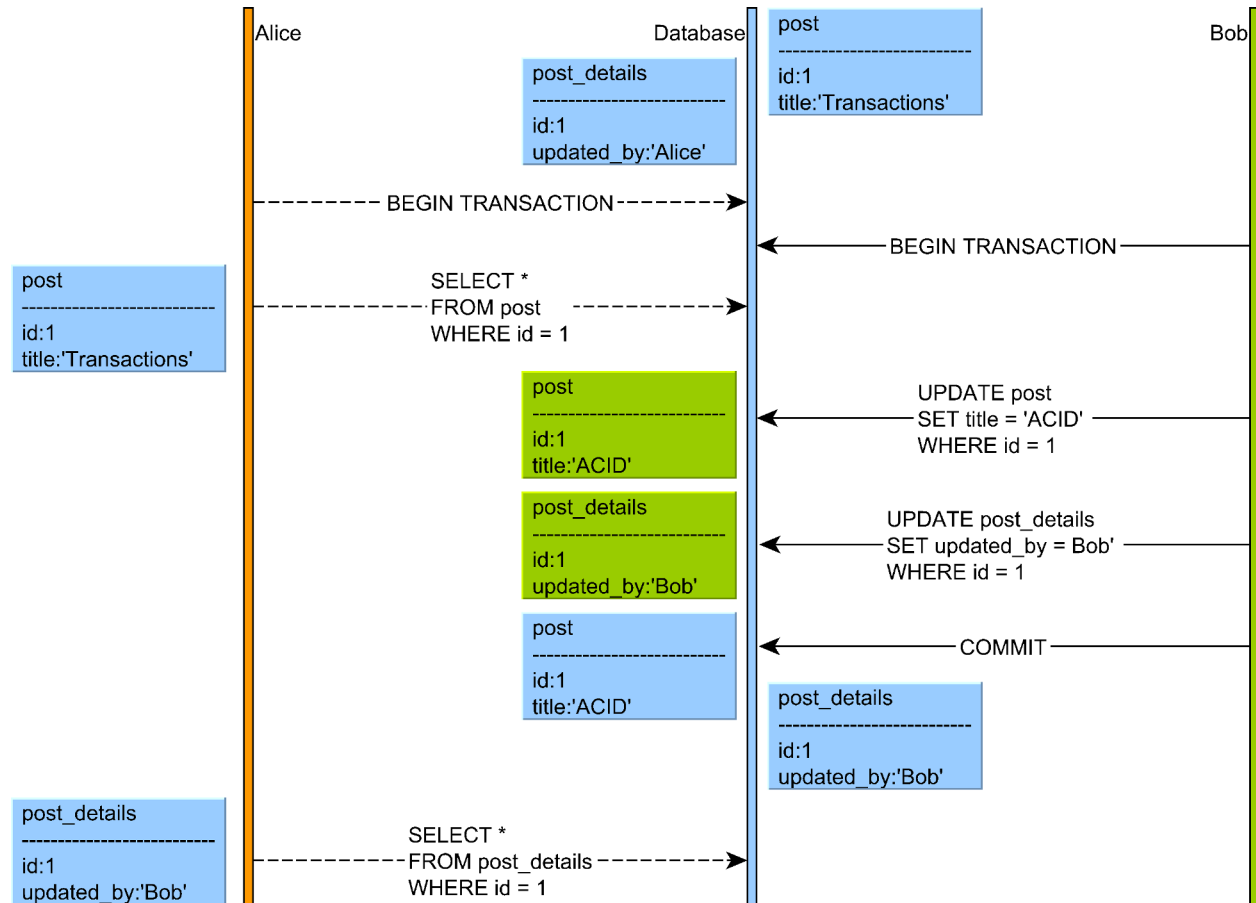 Alice
Database
post
---------------------------
id:1
title:'Transactions'
Bob
post_details
---------------------------
id:1
updated_by:'Alice'
BEGIN TRANSACTION
BEGIN TRANSACTION
post
---------------------------
id:1
title:'Transactions'
SELECT *
FROM post
WHERE id = 1
post
---------------------------
id:1
title:'ACID'
UPDATE post
SET title = 'ACID'
WHERE id = 1
post_details
---------------------------
id:1
updated_by:'Bob'
UPDATE post_details
SET updated_by = Bob'
WHERE id = 1
post
---------------------------
id:1
title:'ACID'
COMMIT
post_details
---------------------------
id:1
updated_by:'Bob'
post_details
---------------------------
id:1
updated_by:'Bob'
SELECT *
FROM post_details
WHERE id = 1